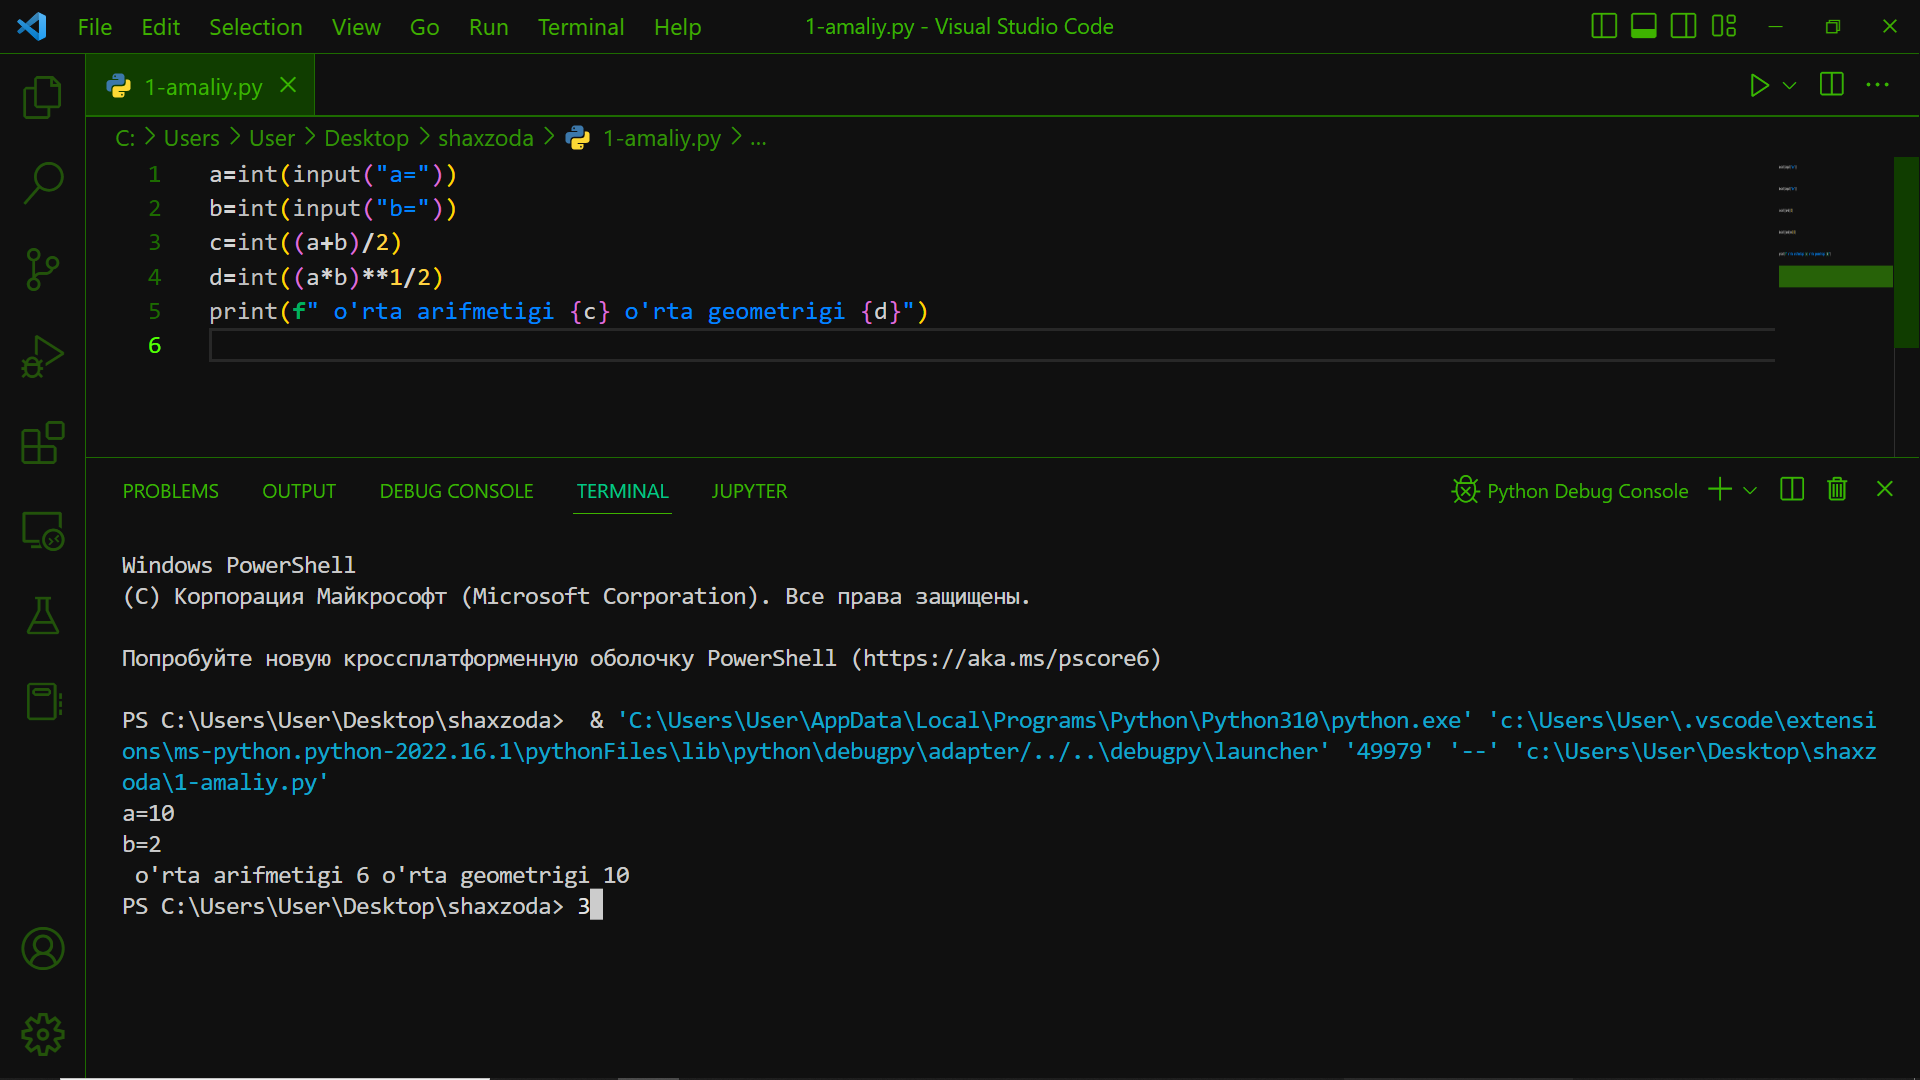 File Edit Selection View Go Run Terminal Help 1-amaliy.py - Visual Studio Code
1-amaliy.py
C: > Users > User > Desktop > shaxzoda > 1-amaliy.py > ...
1 a=int(input("a="))
2 b=int(input("b="))
3 c=int((a+b)/2)
4 d=int((a*b)**1/2)
5 print(f" o'rta arifmetigi {c} o'rta geometrigi {d}")
6
PROBLEMS OUTPUT DEBUG CONSOLE TERMINAL JUPYTER Python Debug Console
Windows PowerShell
(C) Корпорация Майкрософт (Microsoft Corporation). Все права защищены.
Попробуйте новую кроссплатформенную оболочку PowerShell (https://aka.ms/pscore6)
PS C:\Users\User\Desktop\shaxzoda>  & 'C:\Users\User\AppData\Local\Programs\Python\Python310\python.exe' 'c:\Users\User\.vscode\extensi
ons\ms-python.python-2022.16.1\pythonFiles\lib\python\debugpy\adapter/../..\debugpy\launcher' '49979' '--' 'c:\Users\User\Desktop\shaxz
oda\1-amaliy.py'
a=10
b=2
 o'rta arifmetigi 6 o'rta geometrigi 10
PS C:\Users\User\Desktop\shaxzoda> 3